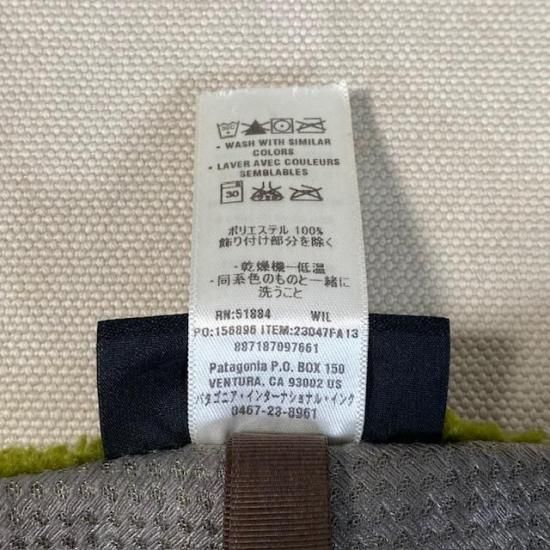 • WASH WITH SIMILAR
COLORS
• LAVER AVEC COULEURS
SEMBLABLES
30
ポリエステル 100%
飾り付け部分を除く
・乾燥機ー低温
・同系色のものと一緒に
洗うこと
RN:51884 WIL
PO:156896 ITEM:23047FA13
887187097661
Patagonia P.O. BOX 150
VENTURA, CA 93002 US
パタゴニア・インターナショナル・インク
0467-23-8961